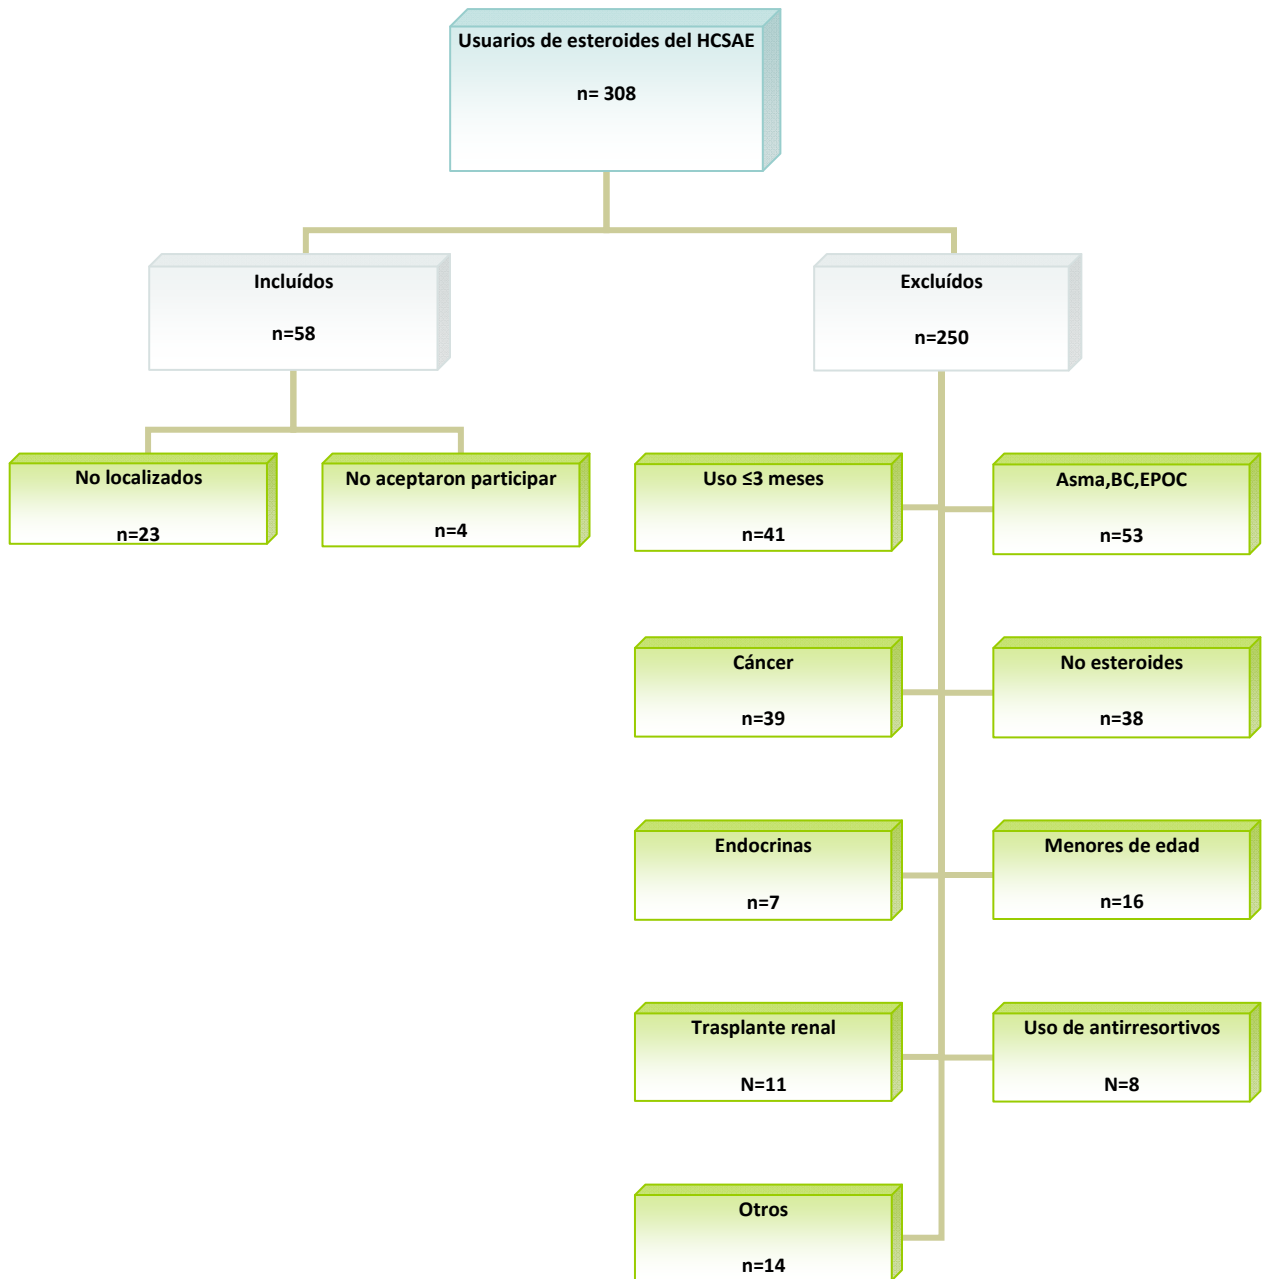 Usuarios de esteroides del HCSAE
n= 308
Incluídos
n=58
Excluídos
n=250
No localizados
n=23
No aceptaron participar
n=4
Uso ≤3 meses
n=41
Asma,BC,EPOC
n=53
Cáncer
n=39
No esteroides
n=38
Endocrinas
n=7
Menores de edad
n=16
Trasplante renal
N=11
Uso de antirresortivos
N=8
Otros
n=14